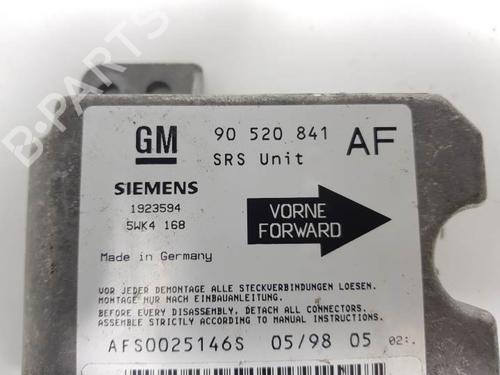 B-PARTS
GM 90 520 841 AF
SRS Unit
SIEMENS
1923594
5WK4 168
VORNE
FORWARD
Made in Germany
VOR JEDER DEMONTAGE ALLE STECKVERBINDUNGEN LOESEN.
MONTAGE NUR NACH EINBAUANLEITUNG.
BEFORE EVERY DISASSEMBLY, DETACH ALL CONNECTORS.
ASSEMBLE STRICTLY ACCORDING TO MANUAL INSTRUCTIONS.
AFS0025146S 05/98 05 02:.